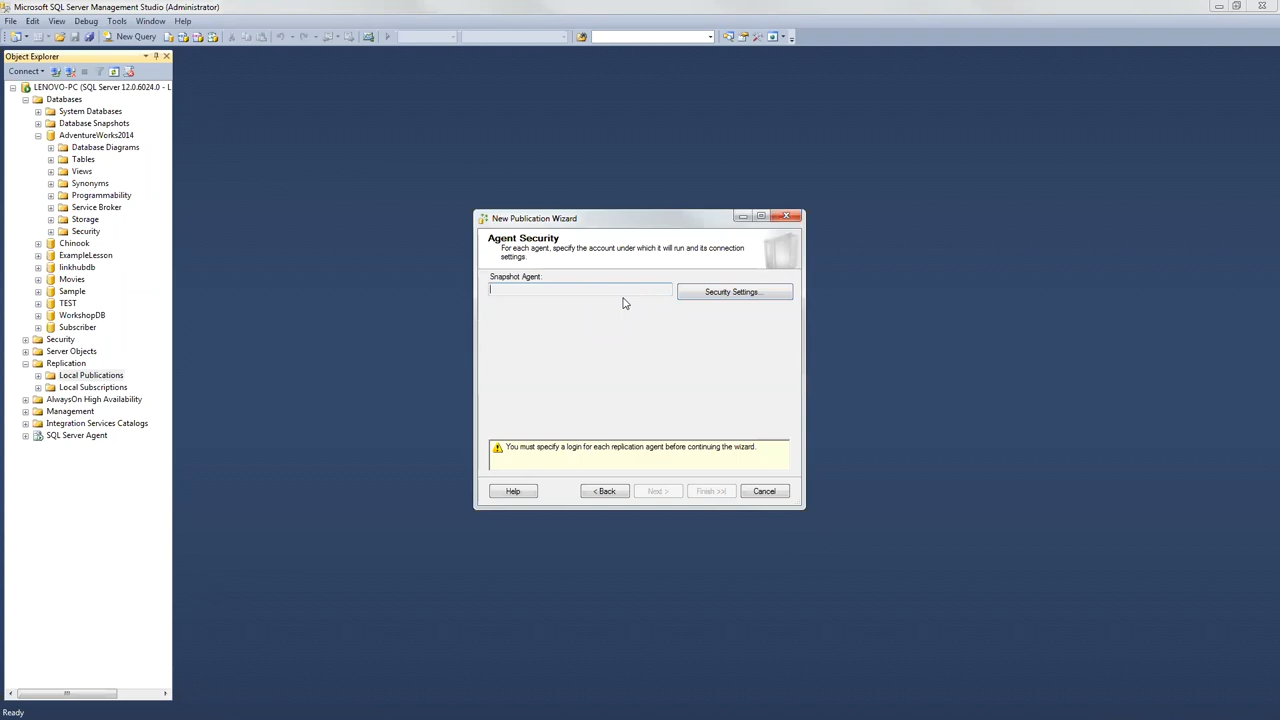 Microsoft SQL Server Management Studio (Administrator)
File Edit View Debug Tools Window Help
New Query
Object Explorer
Connect
LENOVO-PC (SQL Server 12.0.6024.0 - L
Databases
System Databases
Database Snapshots
AdventureWorks2014
Database Diagrams
Tables
Views
Synonyms
Programmability
Service Broker
Storage
Security
Chinook
ExampleLesson
linkhubdb
Movies
Sample
TEST
WorkshopDB
Subscriber
Security
Server Objects
Replication
Local Publications
Local Subscriptions
AlwaysOn High Availability
Management
Integration Services Catalogs
SQL Server Agent
New Publication Wizard
Agent Security
For each agent, specify the account under which it will run and its connection
settings.
Snapshot Agent:
Security Settings...
You must specify a login for each replication agent before continuing the wizard.
Help < Back Next > Finish >>| Cancel
Ready